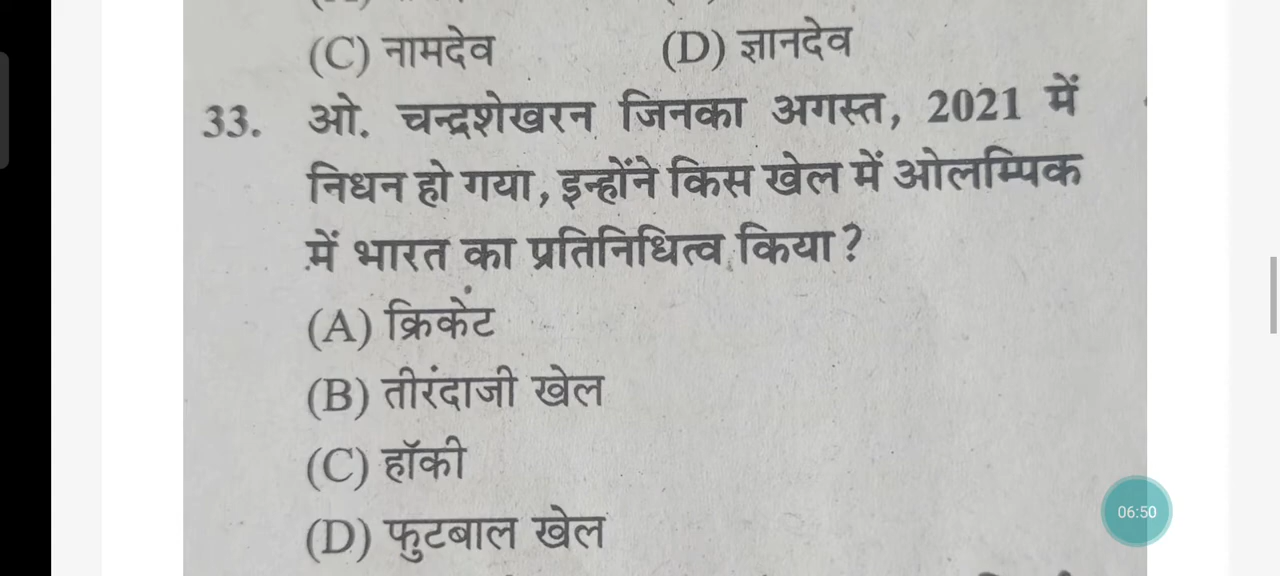 (C) नामदेव (D) ज्ञानदेव
33. ओ. चन्द्रशेखरन जिनका अगस्त, 2021 में
निधन हो गया, इन्होंने किस खेल में ओलम्पिक
में भारत का प्रतिनिधित्व किया?
(A) क्रिकेट
(B) तीरंदाजी खेल
(C) हॉकी
(D) फुटबाल खेल
06:50